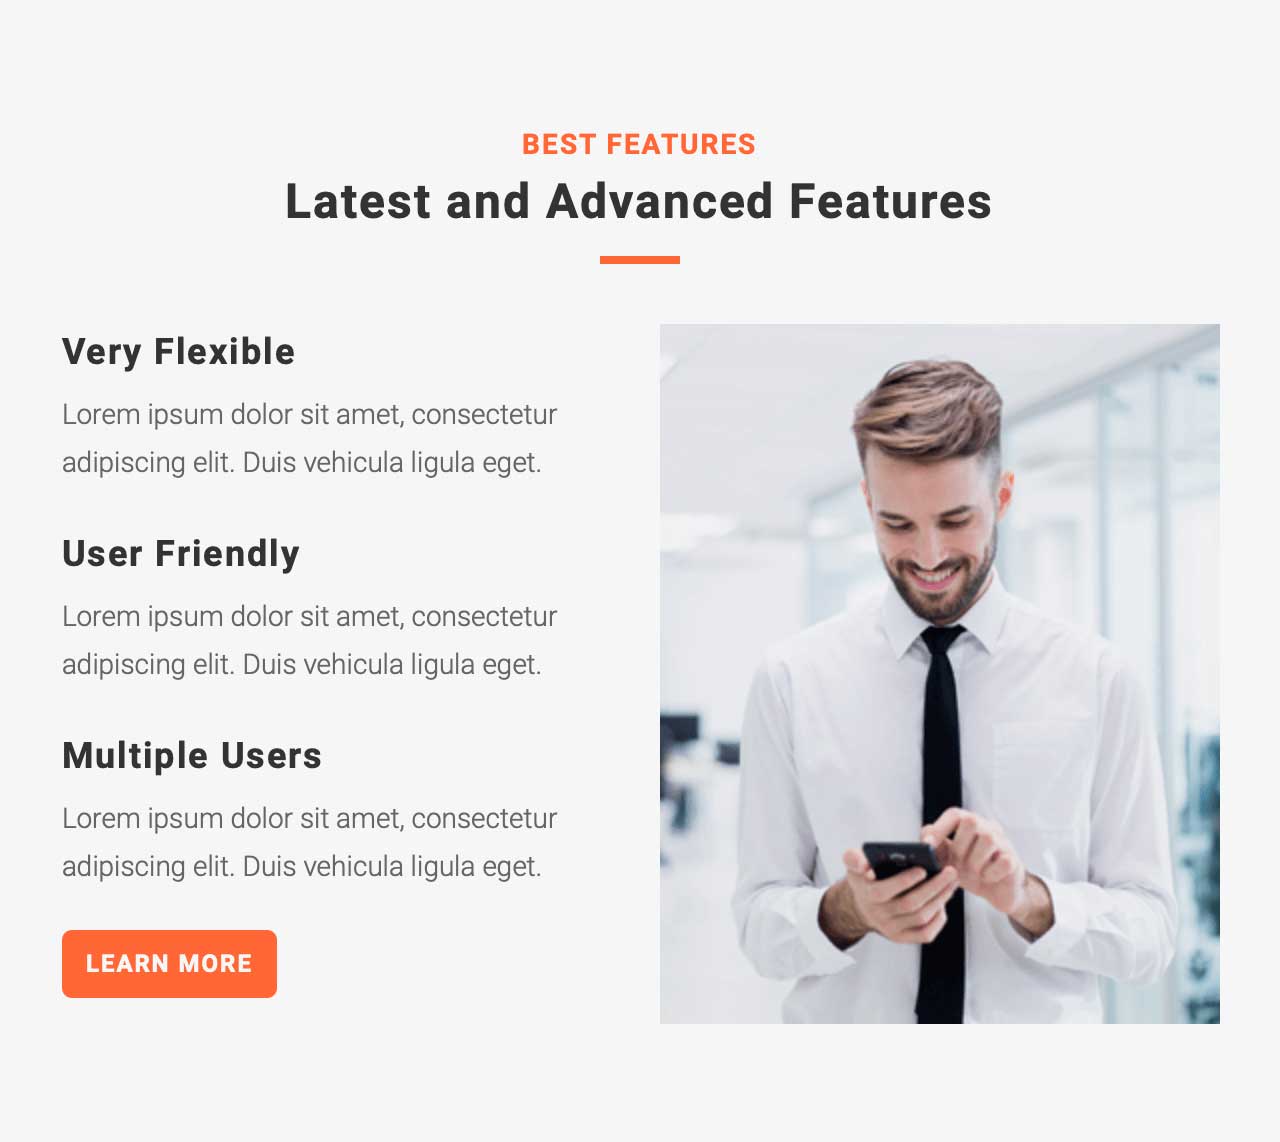 BEST FEATURES
Latest and Advanced Features
Very Flexible
Lorem ipsum dolor sit amet, consectetur
adipiscing elit. Duis vehicula ligula eget.
User Friendly
Lorem ipsum dolor sit amet, consectetur
adipiscing elit. Duis vehicula ligula eget.
Multiple Users
Lorem ipsum dolor sit amet, consectetur
adipiscing elit. Duis vehicula ligula eget.
LEARN MORE